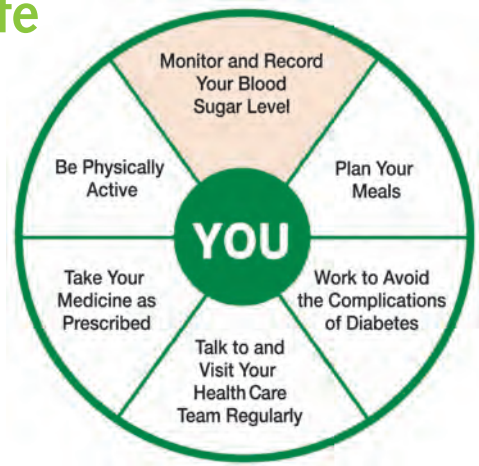 fe
Monitor and Record
Your Blood
Sugar Level
Be Physically
Active
Plan Your
Meals
YOU
Take Your
Medicine as
Prescribed
Work to Avoid
the Complications
of Diabetes
Talk to and
Visit Your
Health Care
Team Regularly